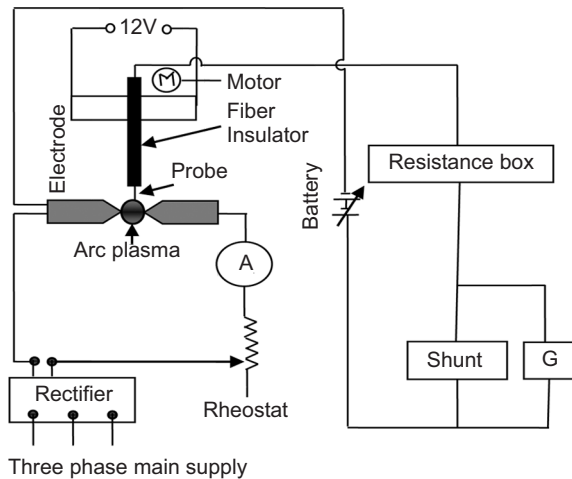 12V
M
Motor
Fiber
Insulator
Electrode
Probe
Resistance box
Battery
Arc plasma
A
Shunt
G
Rectifier
Rheostat
Three phase main supply